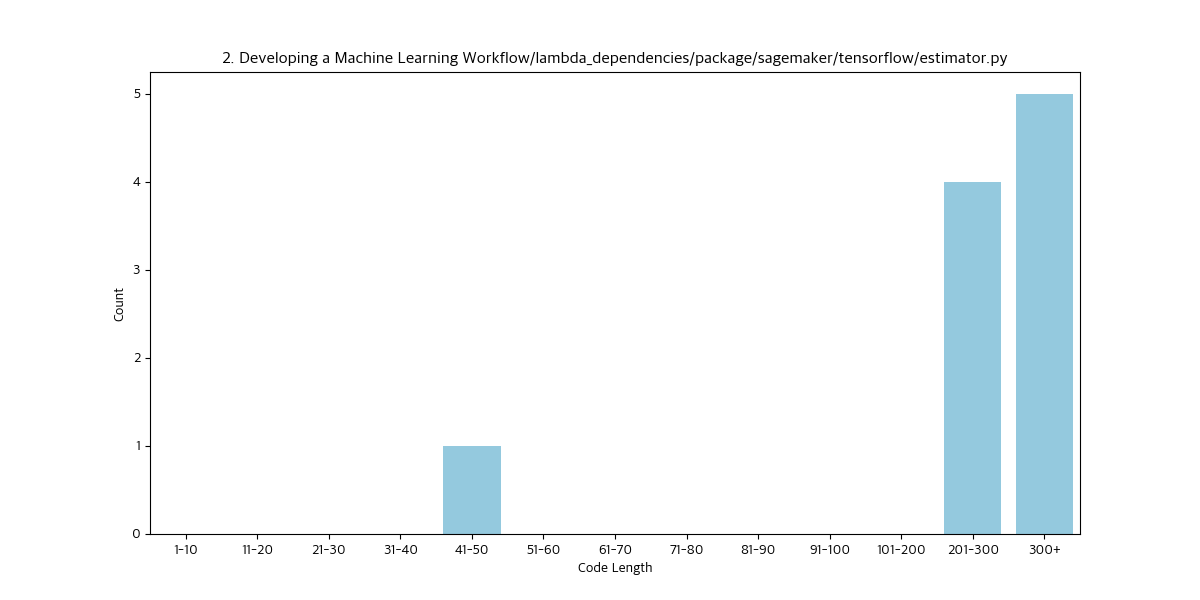 2. Developing a Machine Learning Workflow/lambda_dependencies/package/sagemaker/tensorflow/estimator.py
5
4
3
2
1
0
Count
1-10 11-20 21-30 31-40 41-50 51-60 61-70 71-80 81-90 91-100 101-200 201-300 300+
Code Length